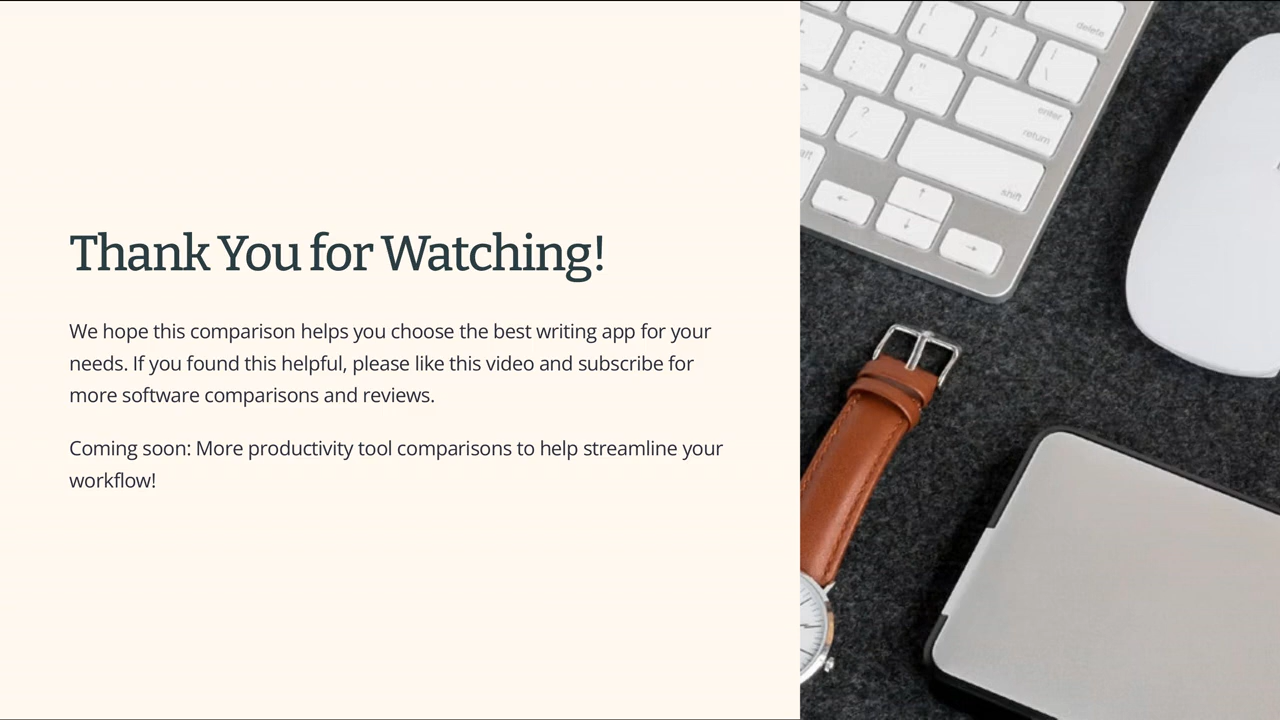 Thank You for Watching!
We hope this comparison helps you choose the best writing app for your
needs. If you found this helpful, please like this video and subscribe for
more software comparisons and reviews.
Coming soon: More productivity tool comparisons to help streamline your
workflow!
delete
enter
return
shift